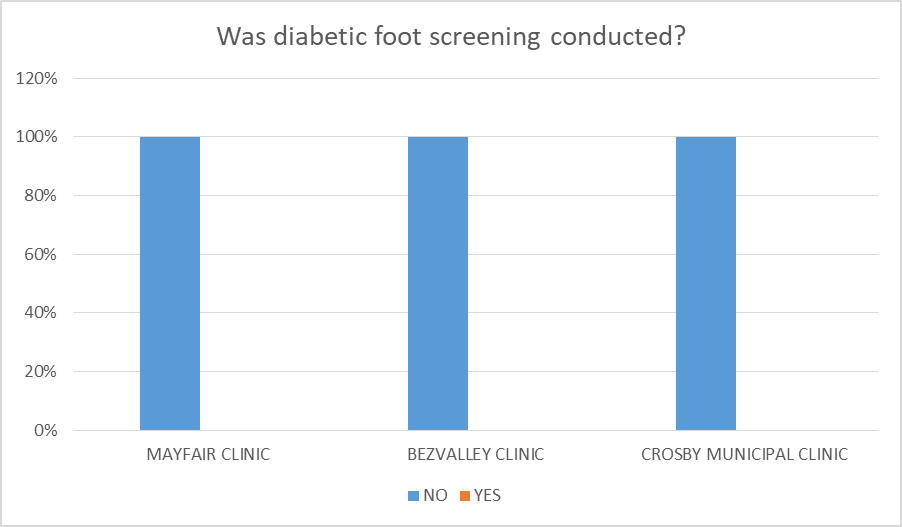 Was diabetic foot screening conducted?
120%
100%
80%
60%
40%
20%
0%
MAYFAIR CLINIC BEZVALLEY CLINIC CROSBY MUNICIPAL CLINIC
NO YES